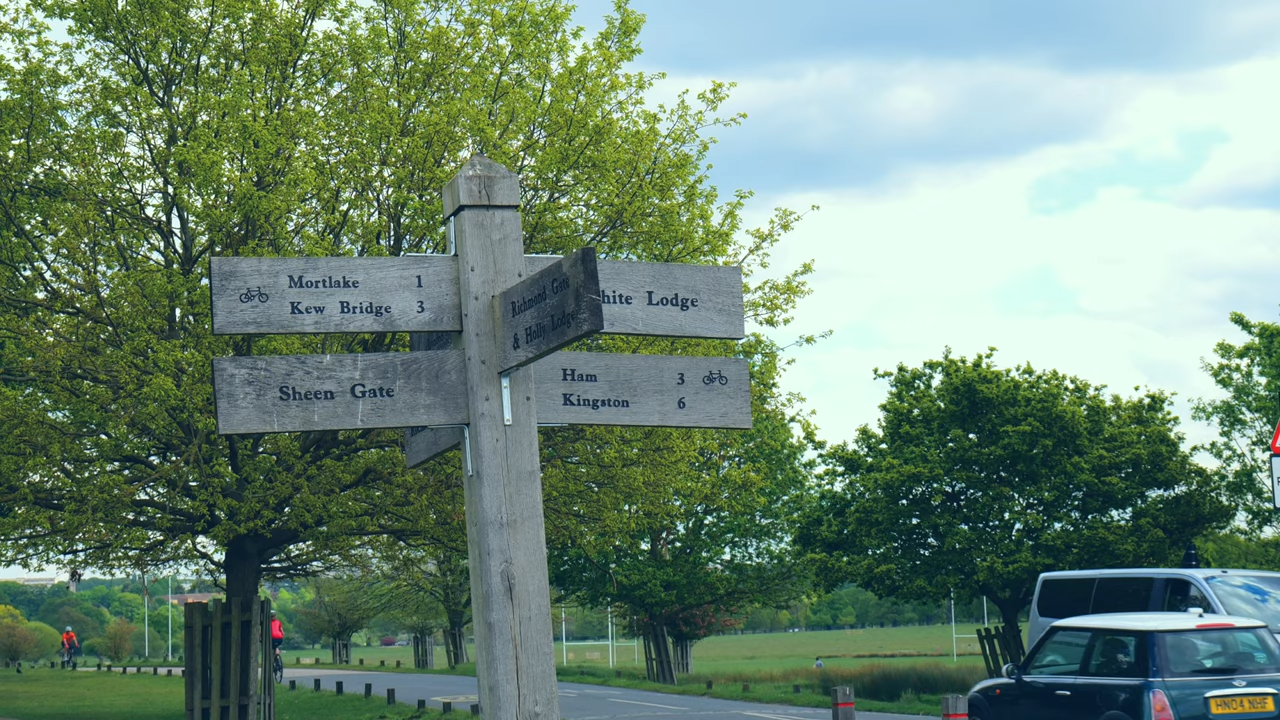 Mortlake 1
Kew Bridge 3
Richmond Gate
& Holly Lodge
hite Lodge
Sheen Gate
Ham 3
Kingston 6
HN04 NHF